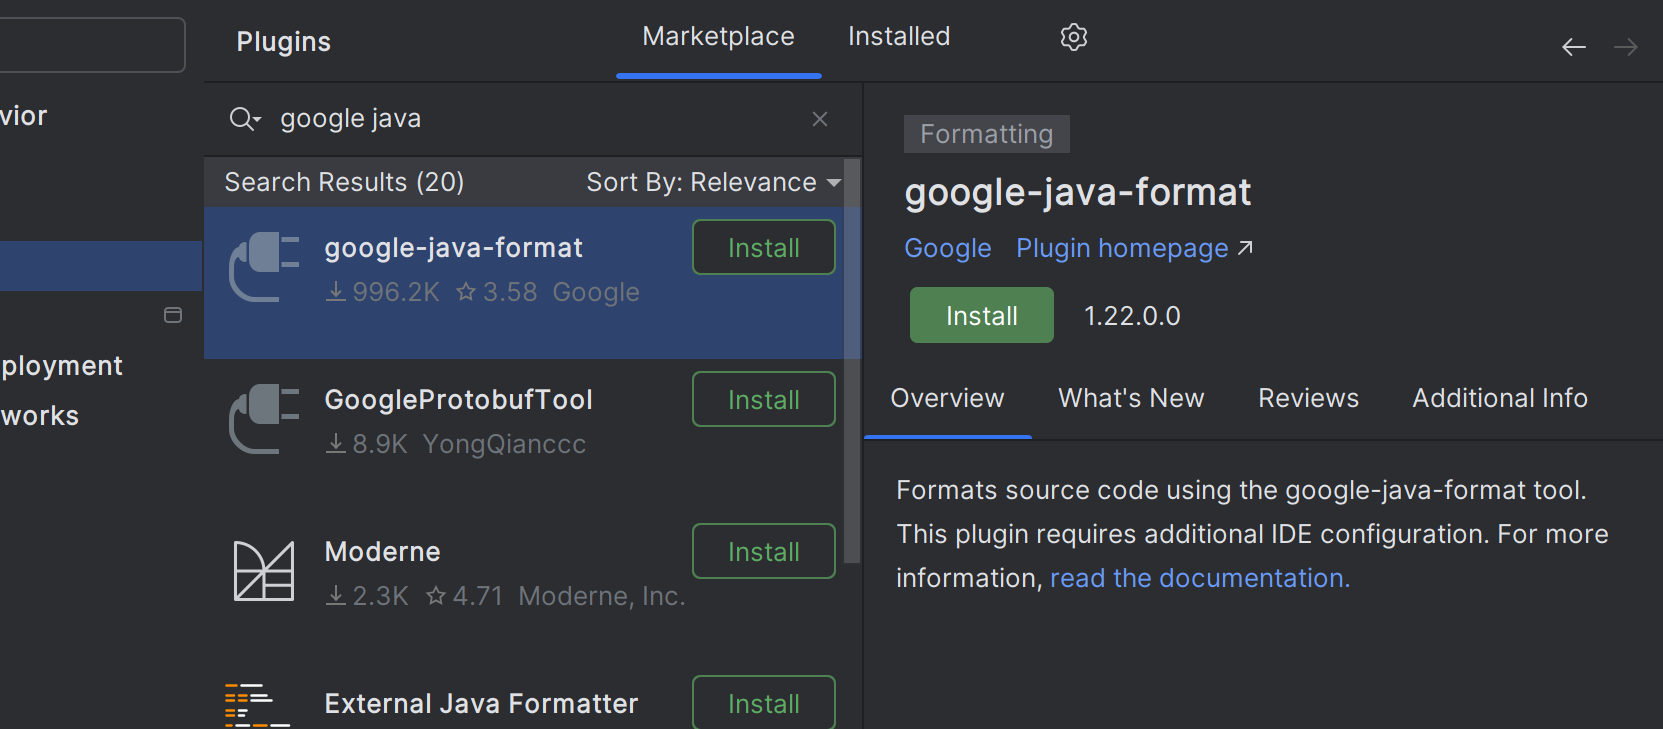 Plugins
Marketplace
Installed
vior
ployment
works
google java
Search Results (20)
Sort By: Relevance
google-java-format
Install
996.2K 3.58 Google
GoogleProtobufTool
Install
8.9K YongQianccc
Moderne
Install
2.3K 4.71 Moderne, Inc.
External Java Formatter
Install
Formatting
google-java-format
Google Plugin homepage
Install 1.22.0.0
Overview What's New Reviews Additional Info
Formats source code using the google-java-format tool.
This plugin requires additional IDE configuration. For more
information, read the documentation.